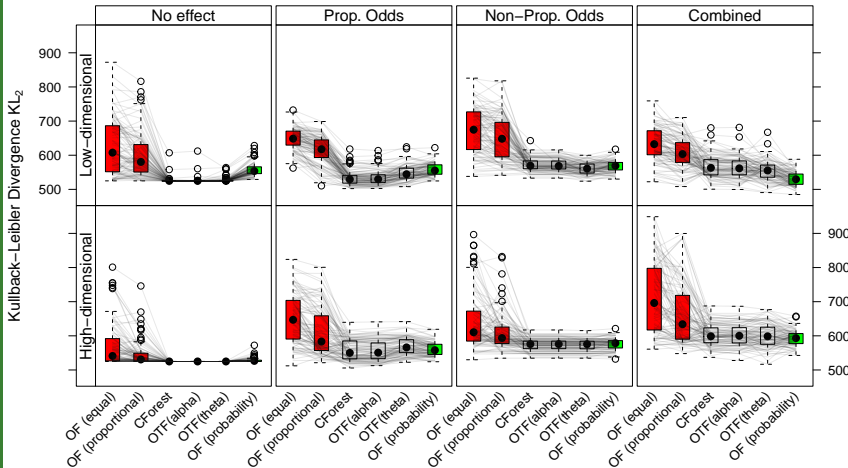 No effect
Prop. Odds
Non−Prop. Odds
Combined
Kullback−Leibler Divergence KL2
Low−dimensional
High−dimensional
900
800
700
600
500
900
800
700
600
500
OF (equal)
OF (proportional)
CForest
OTF(alpha)
OTF(theta)
OF (probability)
OF (equal)
OF (proportional)
CForest
OTF(alpha)
OTF(theta)
OF (probability)
OF (equal)
OF (proportional)
CForest
OTF(alpha)
OTF(theta)
OF (probability)
OF (equal)
OF (proportional)
CForest
OTF(alpha)
OTF(theta)
OF (probability)